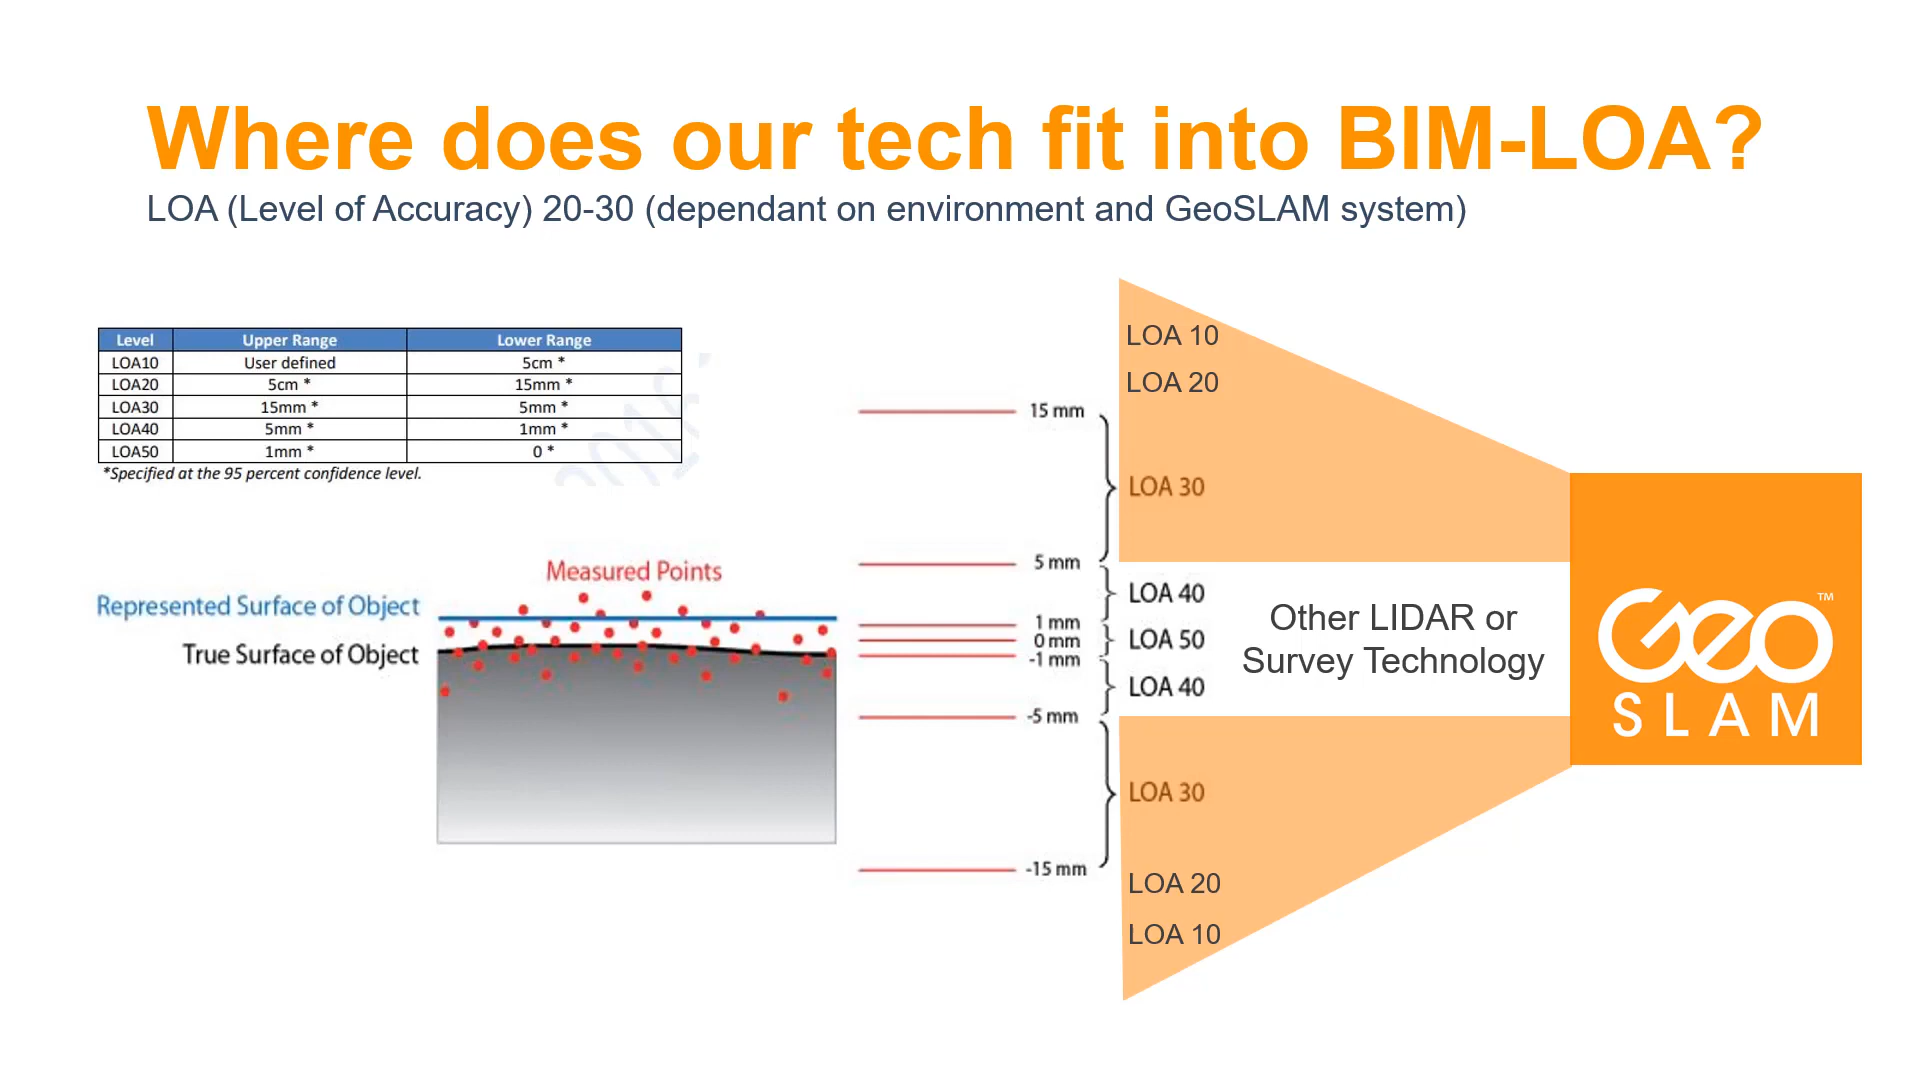 Where does our tech fit into BIM-LOA?
LOA (Level of Accuracy) 20-30 (dependant on environment and GeoSLAM system)
Level Upper Range Lower Range
LOA10 User defined 5cm *
LOA20 5cm * 15mm *
LOA30 15mm * 5mm *
LOA40 5mm * 1mm *
LOA50 1mm * 0 *
*Specified at the 95 percent confidence level.
2016
Measured Points
Represented Surface of Object
True Surface of Object
15 mm
5 mm
1 mm
0 mm
-1 mm
-5 mm
-15 mm
LOA 10
LOA 20
LOA 30
LOA 40
LOA 50
LOA 40
LOA 30
LOA 20
LOA 10
Other LIDAR or
Survey Technology
Geo™
SLAM